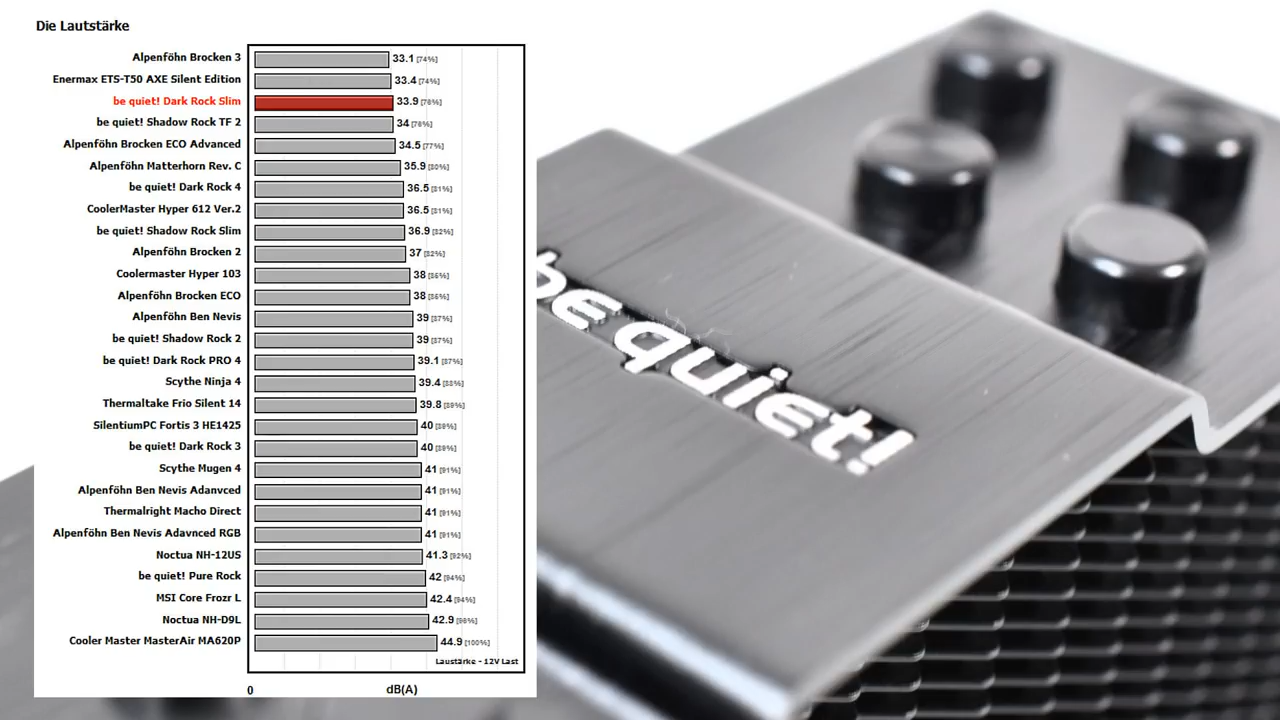 Die Lautstärke
Alpenföhn Brocken 3 33.1 [74%]
Enermax ETS-T50 AXE Silent Edition 33.4 [74%]
be quiet! Dark Rock Slim 33.9 [76%]
be quiet! Shadow Rock TF 2 34 [76%]
Alpenföhn Brocken ECO Advanced 34.5 [77%]
Alpenföhn Matterhorn Rev. C 35.9 [80%]
be quiet! Dark Rock 4 36.5 [81%]
CoolerMaster Hyper 612 Ver.2 36.5 [81%]
be quiet! Shadow Rock Slim 36.9 [82%]
Alpenföhn Brocken 2 37 [82%]
Coolermaster Hyper 103 38 [85%]
Alpenföhn Brocken ECO 38 [85%]
Alpenföhn Ben Nevis 39 [87%]
be quiet! Shadow Rock 2 39 [87%]
be quiet! Dark Rock PRO 4 39.1 [87%]
Scythe Ninja 4 39.4 [88%]
Thermaltake Frio Silent 14 39.8 [89%]
SilentiumPC Fortis 3 HE1425 40 [89%]
be quiet! Dark Rock 3 40 [89%]
Scythe Mugen 4 41 [91%]
Alpenföhn Ben Nevis Adanvced 41 [91%]
Thermalright Macho Direct 41 [91%]
Alpenföhn Ben Nevis Adavnced RGB 41 [91%]
Noctua NH-12US 41.3 [92%]
be quiet! Pure Rock 42 [94%]
MSI Core Frozr L 42.4 [94%]
Noctua NH-D9L 42.9 [96%]
Cooler Master MasterAir MA620P 44.9 [100%]
Laustärke - 12V Last
0 dB(A)
be quiet!